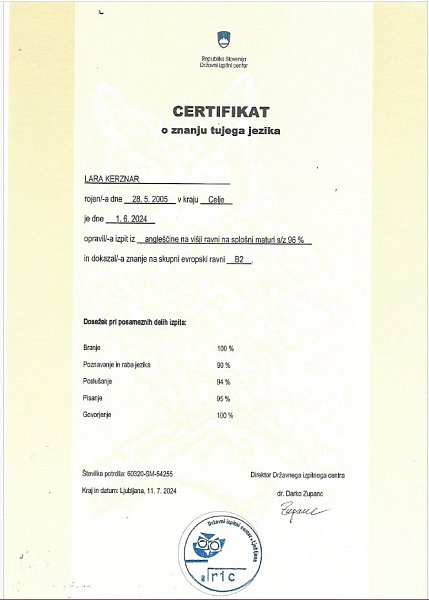 Republika Slovenija
Državni izpitni center
CERTIFIKAT
o znanju tujega jezika
LARA KERZNAR
rojen/-a dne 28. 5. 2005 v kraju Celje
je dne 1. 6. 2024
opravil/-a izpit iz angleščine na višji ravni na splošni maturi s/z 96 %
in dokazal/-a znanje na skupni evropski ravni B2 .
Dosežek pri posameznih delih izpita:
Branje 100 %
Poznavanje in raba jezika 90 %
Poslušanje 94 %
Pisanje 95 %
Govorjenje 100 %
Številka potrdila: 60320-SM-54255
Direktor Državnega izpitnega centra
Kraj in datum: Ljubljana, 11. 7. 2024
dr. Darko Zupanc
Zupanc
Državni izpitni center • Ljubljana
2 ric